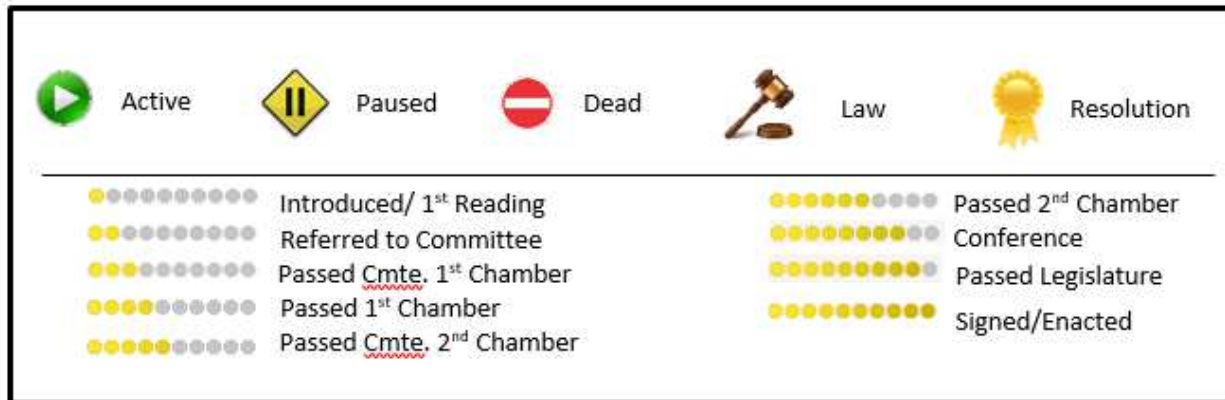 Active Paused Dead Law Resolution
Introduced/ 1st Reading
Referred to Committee
Passed Cmte. 1st Chamber
Passed 1st Chamber
Passed Cmte. 2nd Chamber
Passed 2nd Chamber
Conference
Passed Legislature
Signed/Enacted